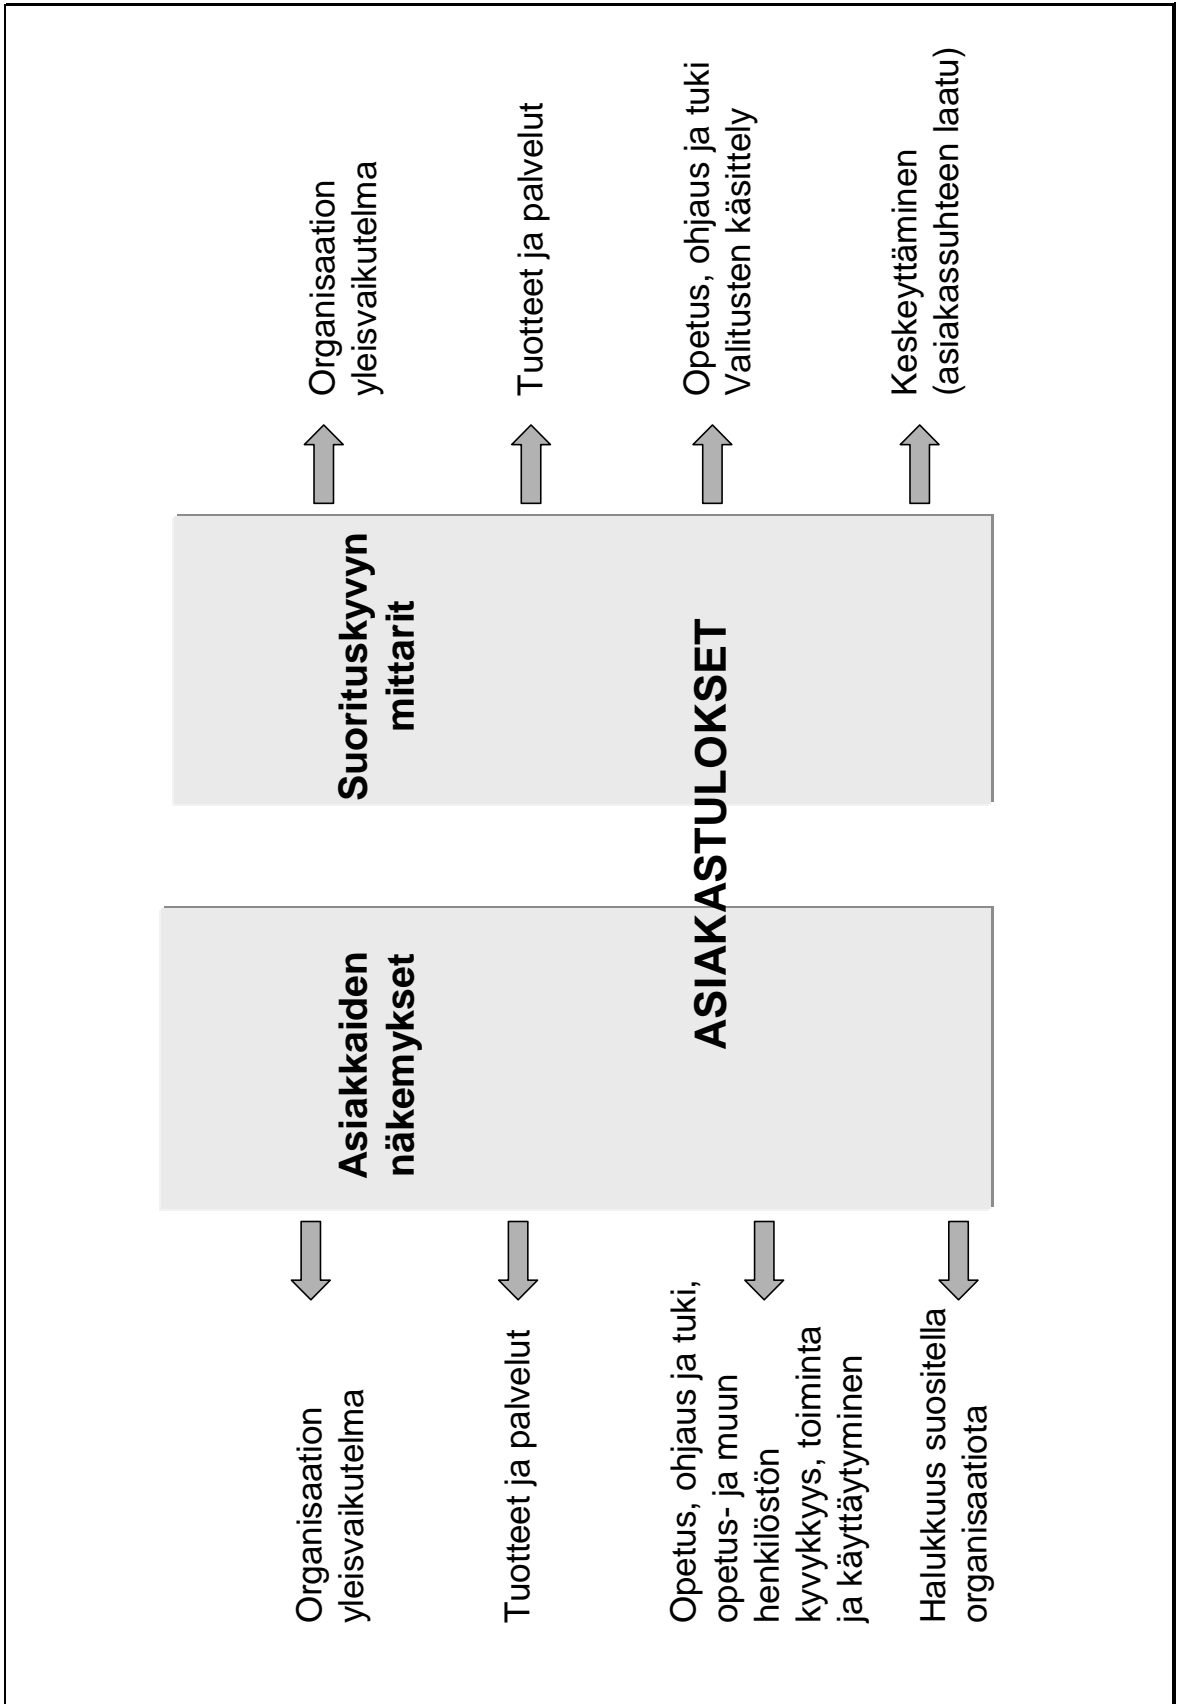 Organisaation
yleisvaikutelma
Tuotteet ja palvelut
Opetus, ohjaus ja tuki,
opetus- ja muun
henkilöstön
kyvykkyys, toiminta
ja käyttäytyminen
Halukkuus suositella
organisaatiota
Asiakkaiden
näkemykset
Suorituskyvyn
mittarit
ASIAKASTULOKSET
Organisaation
yleisvaikutelma
Tuotteet ja palvelut
Opetus, ohjaus ja tuki
Valitusten käsittely
Keskeyttäminen
(asiakassuhteen laatu)